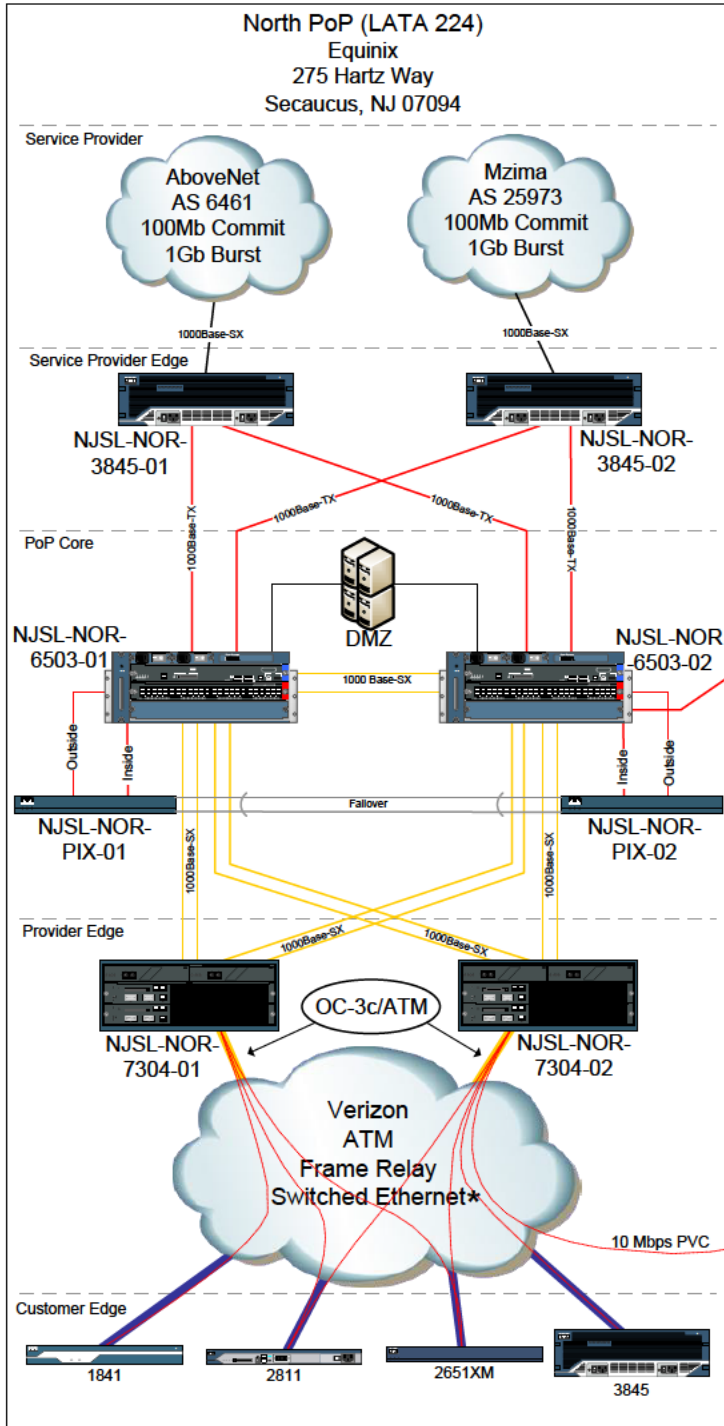 North PoP (LATA 224)
Equinix
275 Hartz Way
Secaucus, NJ 07094
Service Provider
AboveNet
AS 6461
100Mb Commit
1Gb Burst
Mzima
AS 25973
100Mb Commit
1Gb Burst
1000Base-SX
1000Base-SX
Service Provider Edge
NJSL-NOR-
3845-01
NJSL-NOR-
3845-02
1000Base-TX
1000Base-TX
1000Base-TX
1000Base-TX
PoP Core
DMZ
NJSL-NOR-
6503-01
NJSL-NOR
-6503-02
1000 Base-SX
Outside
Inside
Inside
Outside
Failover
NJSL-NOR-
PIX-01
NJSL-NOR-
PIX-02
1000Base-SX
1000Base-SX
1000Base-SX
1000Base-SX
Provider Edge
OC-3c/ATM
NJSL-NOR-
7304-01
NJSL-NOR-
7304-02
Verizon
ATM
Frame Relay
Switched Ethernet*
10 Mbps PVC
Customer Edge
1841
2811
2651XM
3845